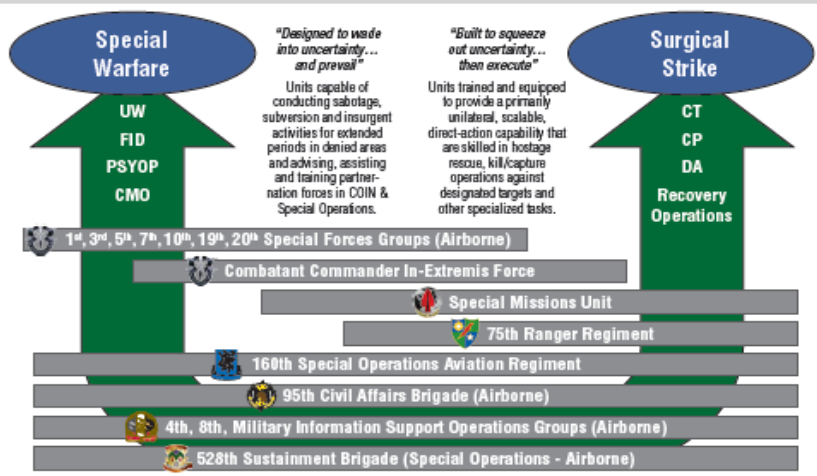 Special
Warfare
"Designed to wade
into uncertainty...
and prevail"
Units capable of
conducting sabotage,
subversion and insurgent
activities for extended
periods in denied areas
and advising, assisting
and training partner-
nation forces in COIN &
Special Operations.
"Built to squeeze
out uncertainty...
then execute"
Units trained and equipped
to provide a primarily
unilateral, scalable,
direct-action capability that
are skilled in hostage
rescue, kill/capture
operations against
designated targets and
other specialized tasks.
Surgical
Strike
UW
FID
PSYOP
CMO
CT
CP
DA
Recovery
Operations
1st, 3rd, 5th, 7th, 10th, 19th, 20th Special Forces Groups (Airborne)
Combatant Commander In-Extremis Force
Special Missions Unit
75th Ranger Regiment
160th Special Operations Aviation Regiment
95th Civil Affairs Brigade (Airborne)
4th, 8th, Military Information Support Operations Groups (Airborne)
528th Sustainment Brigade (Special Operations - Airborne)